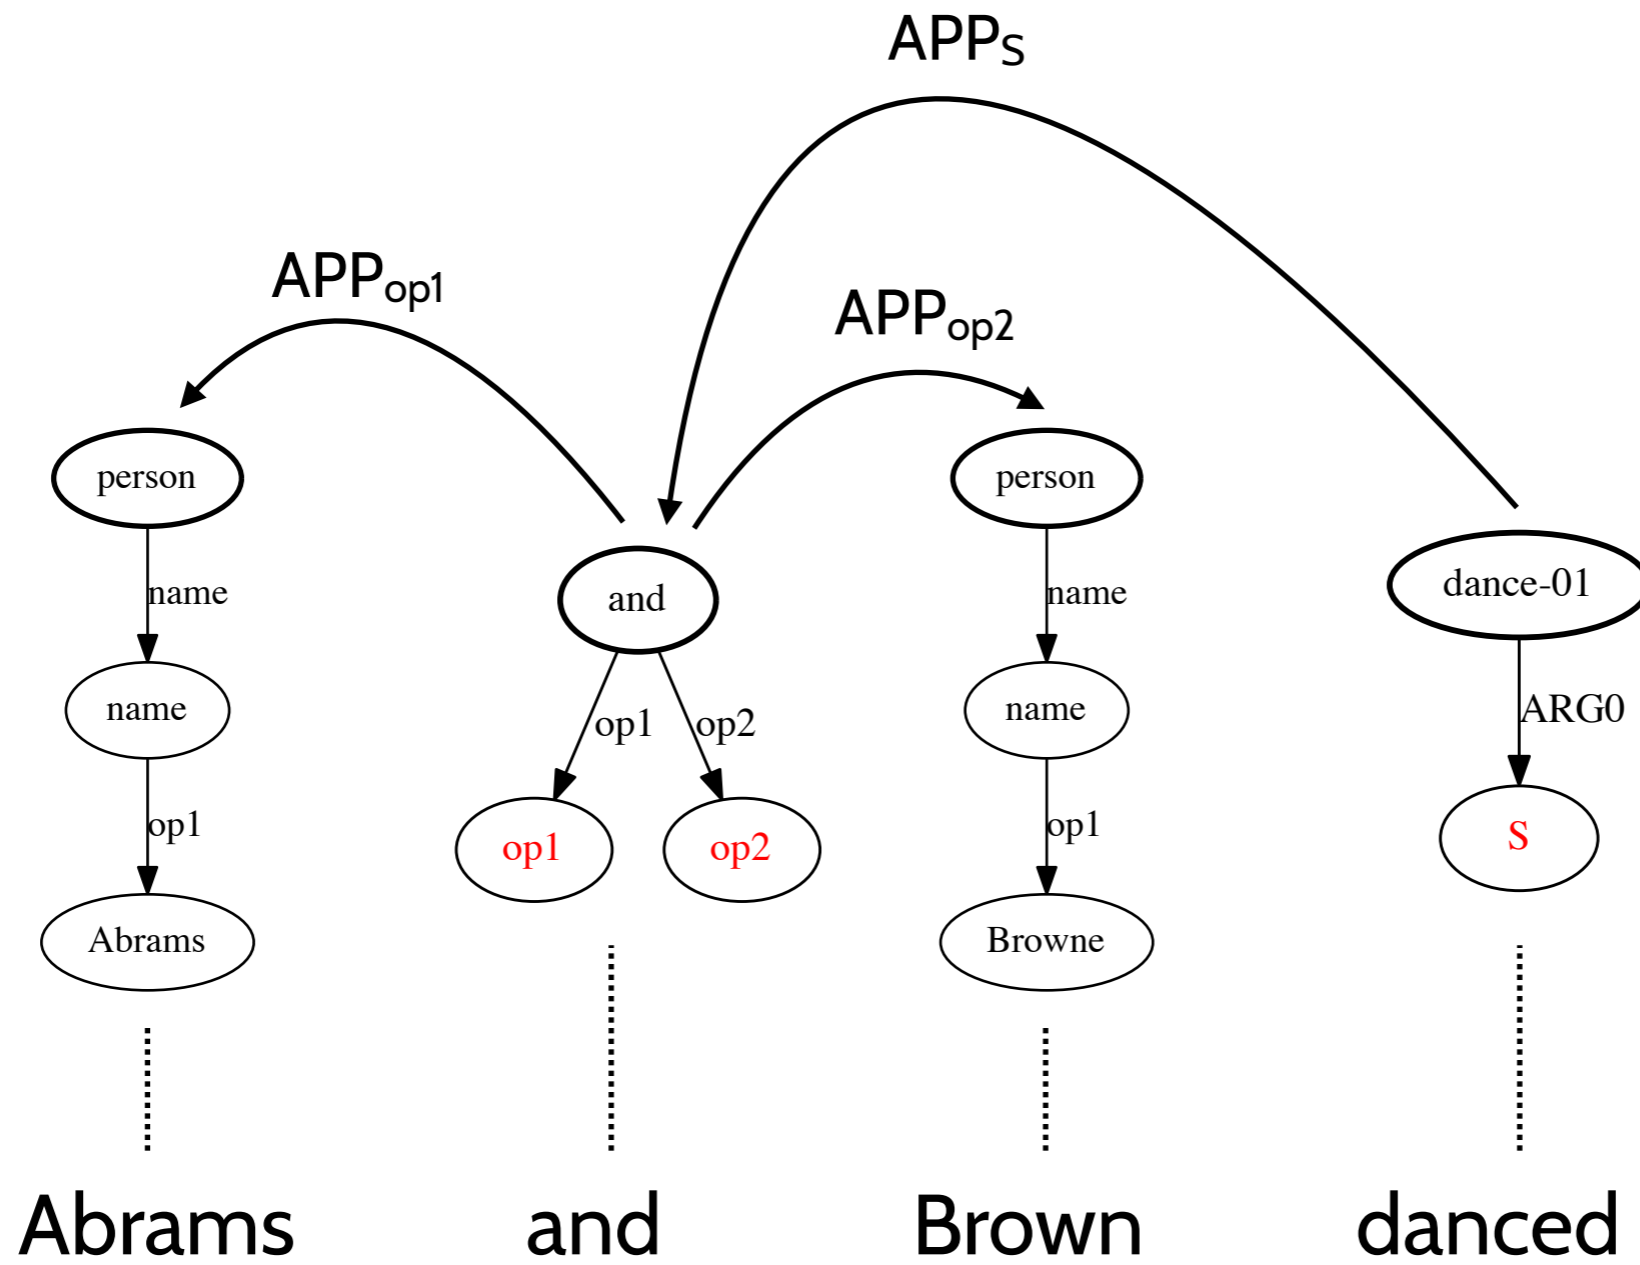 APPS
APPop1
APPop2
person
person
name
and
name
dance-01
name
op1
op2
name
ARG0
op1
op1
op2
op1
S
Abrams
Browne
Abrams and Brown danced